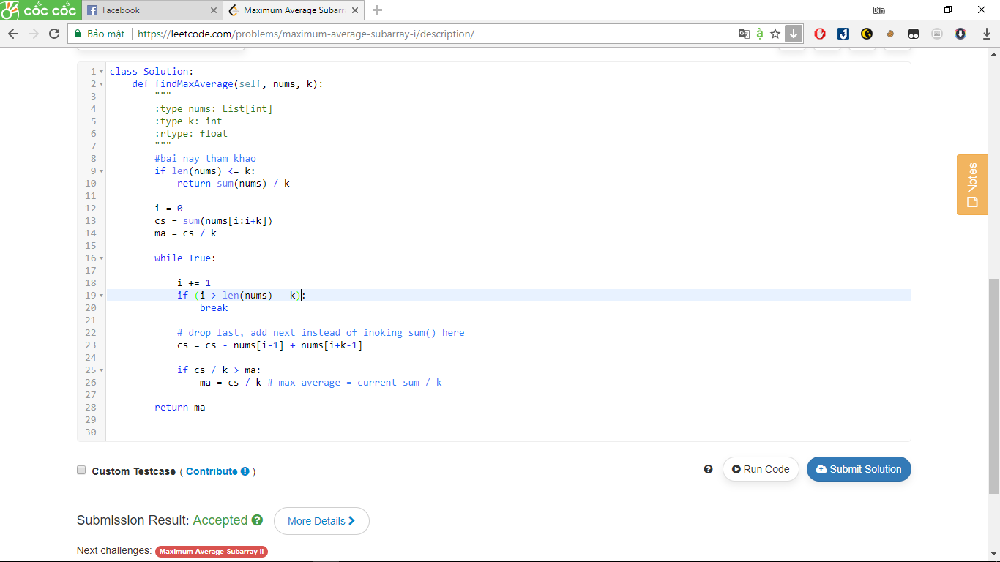 cốc cốc
Facebook
Maximum Average Subarr
Bin
Bảo mật
https://leetcode.com/problems/maximum-average-subarray-i/description/
1 class Solution:
2 def findMaxAverage(self, nums, k):
3 """
4 :type nums: List[int]
5 :type k: int
6 :rtype: float
7 """
8 #bai nay tham khao
9 if len(nums) <= k:
10 return sum(nums) / k
11
12 i = 0
13 cs = sum(nums[i:i+k])
14 ma = cs / k
15
16 while True:
17
18 i += 1
19 if (i > len(nums) - k):
20 break
21
22 # drop last, add next instead of inoking sum() here
23 cs = cs - nums[i-1] + nums[i+k-1]
24
25 if cs / k > ma:
26 ma = cs / k # max average = current sum / k
27
28 return ma
29
30
Notes
Custom Testcase ( Contribute )
Run Code
Submit Solution
Submission Result: Accepted
More Details
Next challenges: Maximum Average Subarray II